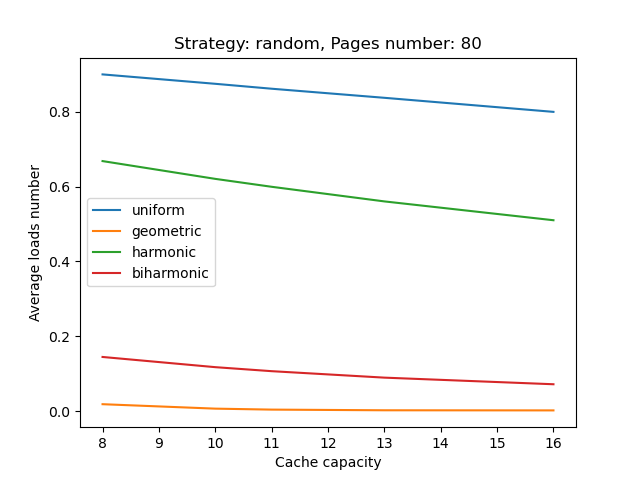 Strategy: random, Pages number: 80
Average loads number
0.8
0.6
0.4
0.2
0.0
uniform
geometric
harmonic
biharmonic
8 9 10 11 12 13 14 15 16
Cache capacity